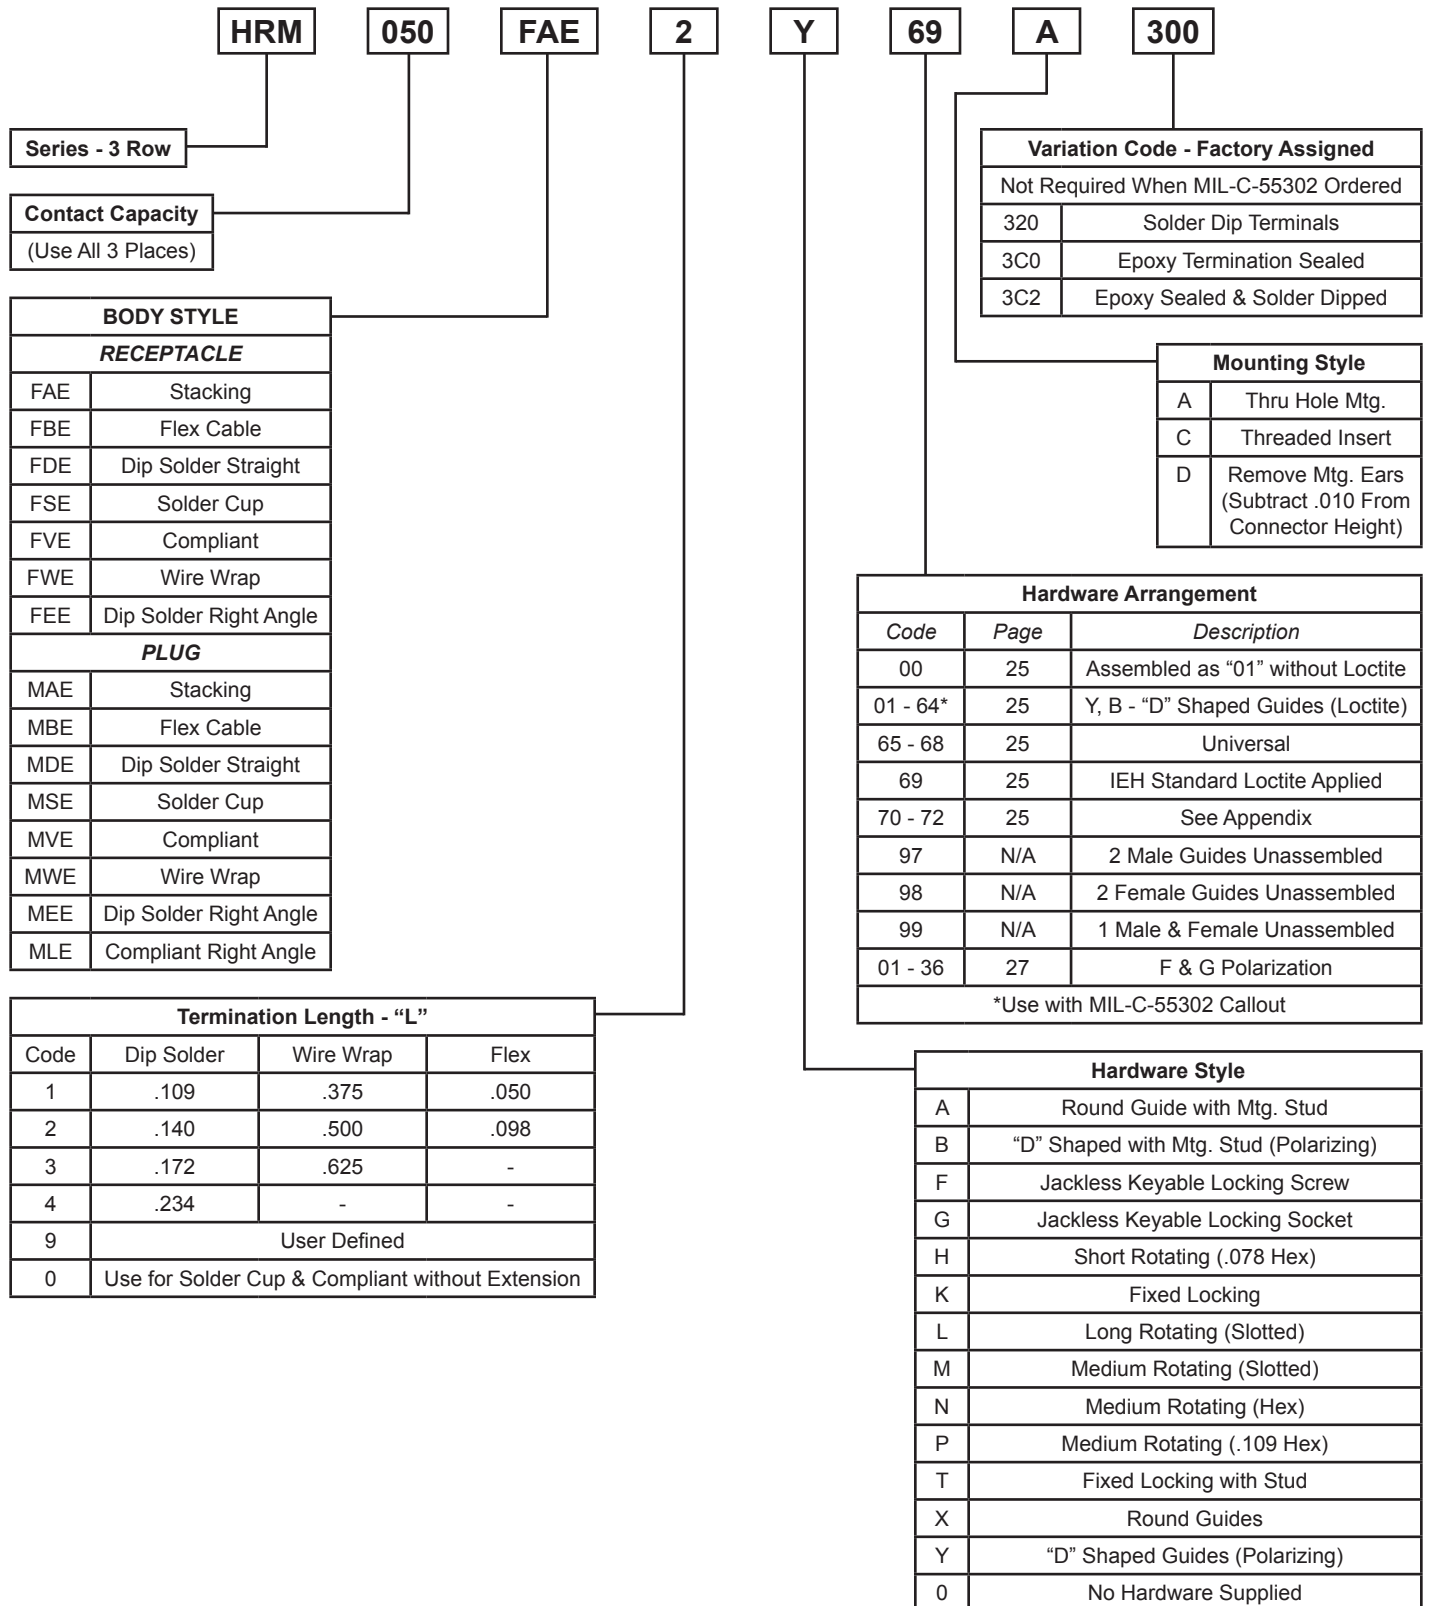 HRM 050 FAE 2 Y 69 A 300
Series - 3 Row
Contact Capacity
(Use All 3 Places)
BODY STYLE
RECEPTACLE
FAE Stacking
FBE Flex Cable
FDE Dip Solder Straight
FSE Solder Cup
FVE Compliant
FWE Wire Wrap
FEE Dip Solder Right Angle
PLUG
MAE Stacking
MBE Flex Cable
MDE Dip Solder Straight
MSE Solder Cup
MVE Compliant
MWE Wire Wrap
MEE Dip Solder Right Angle
MLE Compliant Right Angle
Termination Length - “L”
Code Dip Solder Wire Wrap Flex
1 .109 .375 .050
2 .140 .500 .098
3 .172 .625 -
4 .234 - -
9 User Defined
0 Use for Solder Cup & Compliant without Extension
Variation Code - Factory Assigned
Not Required When MIL-C-55302 Ordered
320 Solder Dip Terminals
3C0 Epoxy Termination Sealed
3C2 Epoxy Sealed & Solder Dipped
Mounting Style
A Thru Hole Mtg.
C Threaded Insert
D Remove Mtg. Ears
(Subtract .010 From
Connector Height)
Hardware Arrangement
Code Page Description
00 25 Assembled as “01” without Loctite
01 - 64* 25 Y, B - “D” Shaped Guides (Loctite)
65 - 68 25 Universal
69 25 IEH Standard Loctite Applied
70 - 72 25 See Appendix
97 N/A 2 Male Guides Unassembled
98 N/A 2 Female Guides Unassembled
99 N/A 1 Male & Female Unassembled
01 - 36 27 F & G Polarization
*Use with MIL-C-55302 Callout
Hardware Style
A Round Guide with Mtg. Stud
B “D” Shaped with Mtg. Stud (Polarizing)
F Jackless Keyable Locking Screw
G Jackless Keyable Locking Socket
H Short Rotating (.078 Hex)
K Fixed Locking
L Long Rotating (Slotted)
M Medium Rotating (Slotted)
N Medium Rotating (Hex)
P Medium Rotating (.109 Hex)
T Fixed Locking with Stud
X Round Guides
Y “D” Shaped Guides (Polarizing)
0 No Hardware Supplied